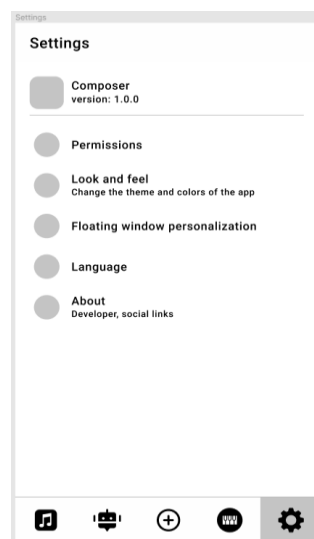 Settings
Settings
Composer
version: 1.0.0
Permissions
Look and feel
Change the theme and colors of the app
Floating window personalization
Language
About
Developer, social links